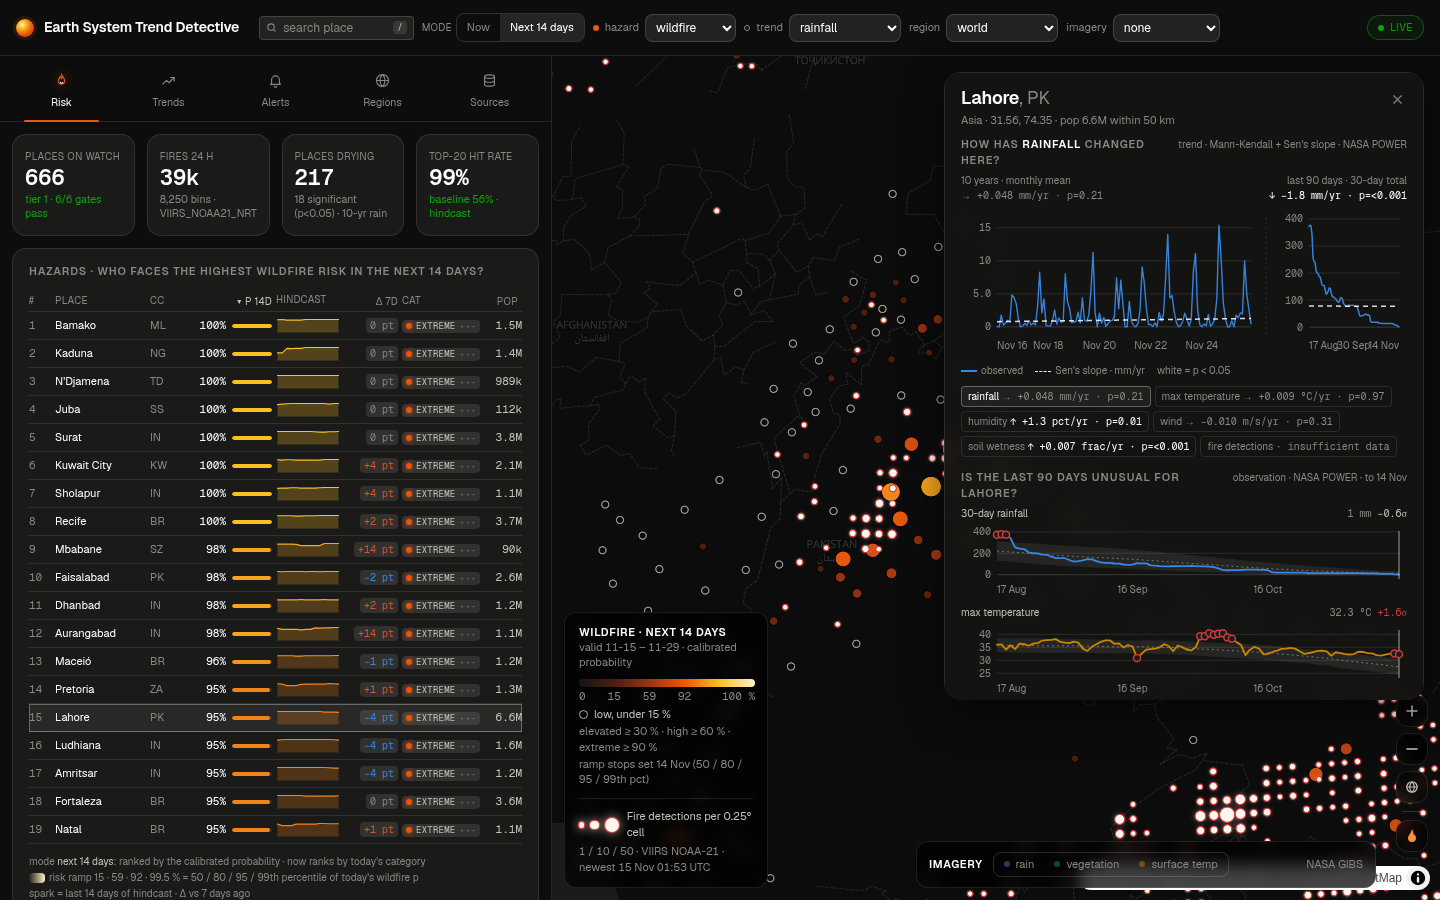 Earth System Trend Detective
search place
/
MODE
Now
Next 14 days
hazard
wildfire
trend
rainfall
region
world
imagery
none
LIVE
Risk
Trends
Alerts
Regions
Sources
PLACES ON WATCH
666
tier 1 · 6/6 gates
pass
FIRES 24 H
39k
8,250 bins ·
VIIRS_NOAA21_NRT
PLACES DRYING
217
18 significant
(p<0.05) · 10-yr rain
TOP-20 HIT RATE
99%
baseline 56% ·
hindcast
HAZARDS · WHO FACES THE HIGHEST WILDFIRE RISK IN THE NEXT 14 DAYS?
# PLACE CC ▾ P 14D HINDCAST Δ 7D CAT POP
1 Bamako ML 100% 0 pt EXTREME ··· 1.5M
2 Kaduna NG 100% 0 pt EXTREME ··· 1.4M
3 N'Djamena TD 100% 0 pt EXTREME ··· 989k
4 Juba SS 100% 0 pt EXTREME ··· 112k
5 Surat IN 100% 0 pt EXTREME ··· 3.8M
6 Kuwait City KW 100% +4 pt EXTREME ··· 2.1M
7 Sholapur IN 100% +4 pt EXTREME ··· 1.1M
8 Recife BR 100% +2 pt EXTREME ··· 3.7M
9 Mbabane SZ 98% +14 pt EXTREME ··· 90k
10 Faisalabad PK 98% −2 pt EXTREME ··· 2.6M
11 Dhanbad IN 98% +2 pt EXTREME ··· 1.2M
12 Aurangabad IN 98% +14 pt EXTREME ··· 1.1M
13 Maceió BR 96% −1 pt EXTREME ··· 1.2M
14 Pretoria ZA 95% +1 pt EXTREME ··· 1.3M
15 Lahore PK 95% −4 pt EXTREME ··· 6.6M
16 Ludhiana IN 95% −4 pt EXTREME ··· 1.6M
17 Amritsar IN 95% −4 pt EXTREME ··· 1.2M
18 Fortaleza BR 95% 0 pt EXTREME ··· 3.6M
19 Natal BR 95% +1 pt EXTREME ··· 1.1M
mode next 14 days: ranked by the calibrated probability · now ranks by today's category
risk ramp 15 · 59 · 92 · 99.5 % = 50 / 80 / 95 / 99th percentile of today's wildfire p
spark = last 14 days of hindcast · Δ vs 7 days ago
ТОҶИКИСТОН
AFGHANISTAN
افغانستان
PAKISTAN
WILDFIRE · NEXT 14 DAYS
valid 11-15 – 11-29 · calibrated
probability
0 15 59 92 100 %
low, under 15 %
elevated ≥ 30 % · high ≥ 60 % ·
extreme ≥ 90 %
ramp stops set 14 Nov (50 / 80 /
95 / 99th pct)
Fire detections per 0.25°
cell
1 / 10 / 50 · VIIRS NOAA-21 ·
newest 15 Nov 01:53 UTC
Lahore, PK
Asia · 31.56, 74.35 · pop 6.6M within 50 km
HOW HAS RAINFALL CHANGED
HERE?
trend · Mann-Kendall + Sen's slope · NASA POWER
10 years · monthly mean
→ +0.048 mm/yr · p=0.21
last 90 days · 30-day total
↓ −1.8 mm/yr · p=<0.001
15
10
5.0
0
Nov 16 Nov 18 Nov 20 Nov 22 Nov 24
400
300
200
100
0
17 Aug 30 Sep 14 Nov
observed Sen's slope · mm/yr white = p < 0.05
rainfall → +0.048 mm/yr · p=0.21
max temperature → +0.009 °C/yr · p=0.97
humidity ↑ +1.3 pct/yr · p=0.01
wind → −0.010 m/s/yr · p=0.31
soil wetness ↑ +0.007 frac/yr · p=<0.001
fire detections · insufficient data
IS THE LAST 90 DAYS UNUSUAL FOR
LAHORE?
observation · NASA POWER · to 14 Nov
30-day rainfall 1 mm −0.6σ
400
200
0
17 Aug 16 Sep 16 Oct
max temperature 32.3 °C +1.6σ
40
35
30
25
17 Aug 16 Sep 16 Oct
+
−
IMAGERY
rain
vegetation
surface temp
NASA GIBS
tMap